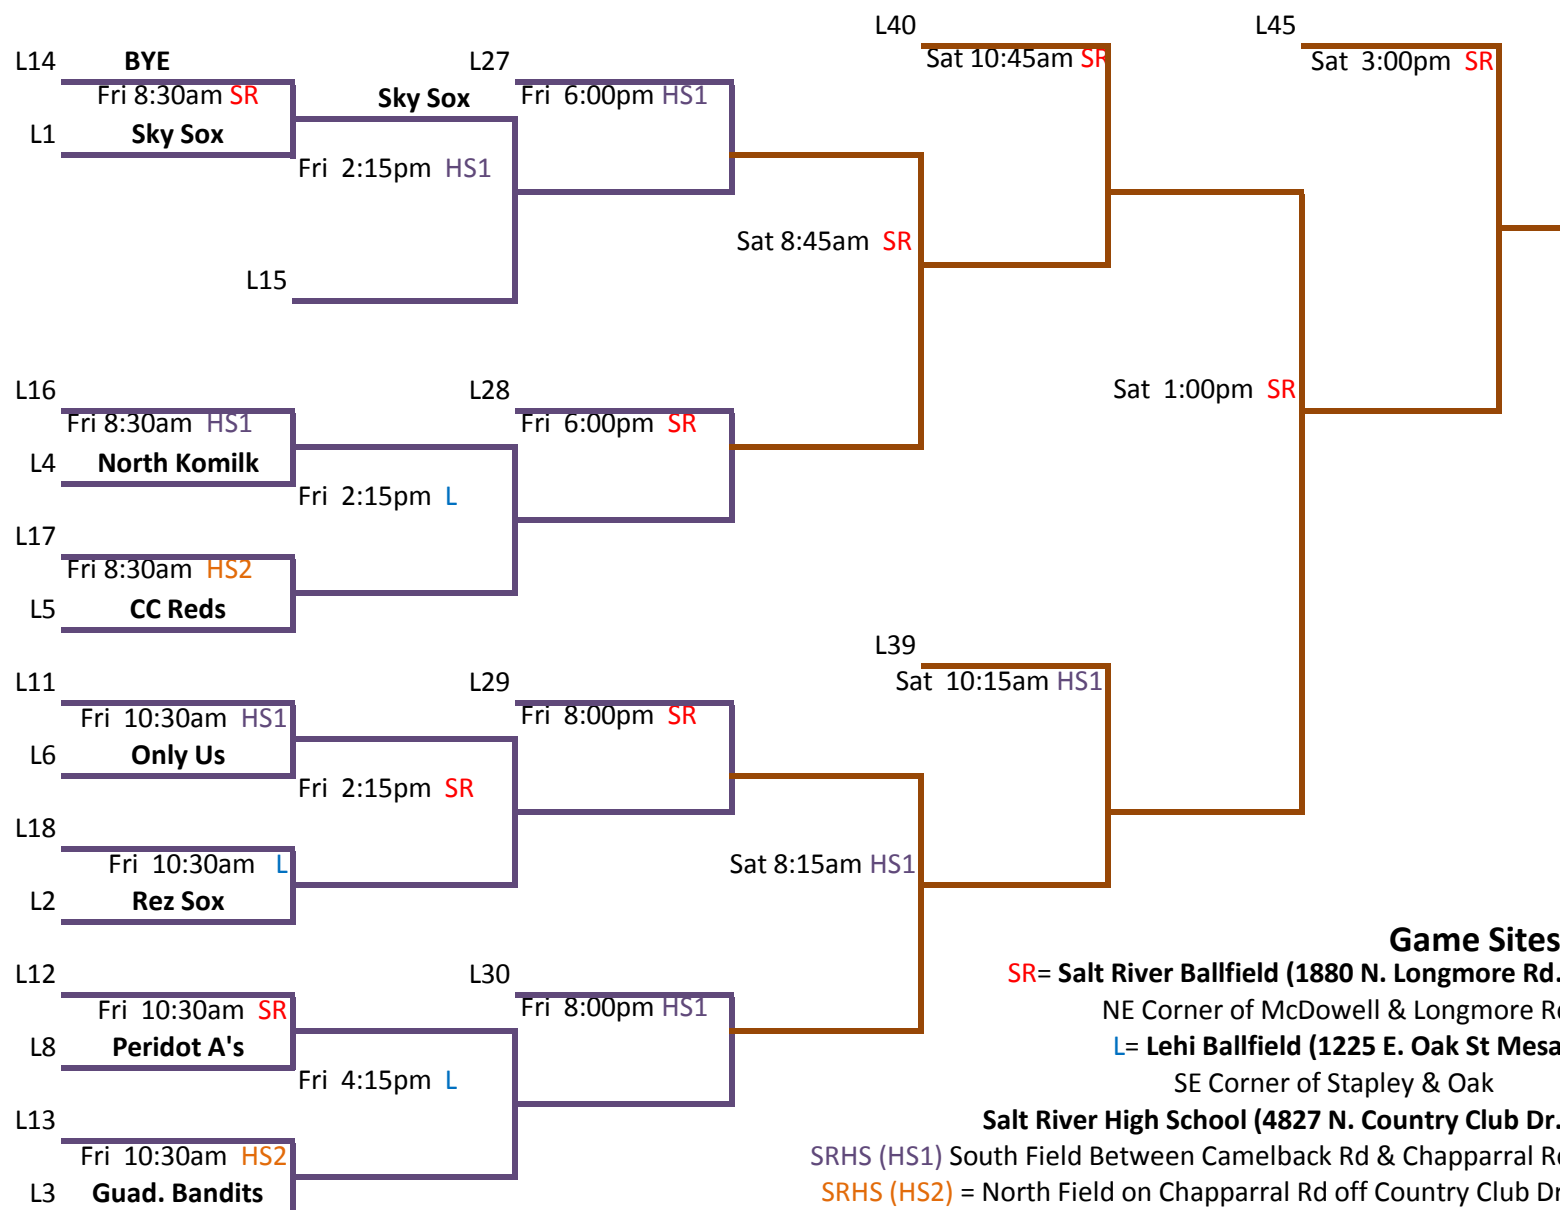 L40
L45
L14 BYE
L27
Sat 10:45am SR
Sat 3:00pm SR
Fri 8:30am SR
Sky Sox
Fri 6:00pm HS1
L1 Sky Sox
Fri 2:15pm HS1
Sat 8:45am SR
L15
L16
L28
Sat 1:00pm SR
Fri 8:30am HS1
Fri 6:00pm SR
L4 North Komilk
Fri 2:15pm L
L17
Fri 8:30am HS2
L5 CC Reds
L39
L11
L29
Sat 10:15am HS1
Fri 10:30am HS1
Fri 8:00pm SR
L6 Only Us
Fri 2:15pm SR
L18
Fri 10:30am L
Sat 8:15am HS1
L2 Rez Sox
Game Sites
L12
L30
SR= Salt River Ballfield (1880 N. Longmore Rd.
Fri 10:30am SR
Fri 8:00pm HS1
NE Corner of McDowell & Longmore Rd
L8 Peridot A's
L= Lehi Ballfield (1225 E. Oak St Mesa
Fri 4:15pm L
SE Corner of Stapley & Oak
L13
Salt River High School (4827 N. Country Club Dr.
Fri 10:30am HS2
SRHS (HS1) South Field Between Camelback Rd & Chapparral Rd
L3 Guad. Bandits
SRHS (HS2) = North Field on Chapparral Rd off Country Club Dr